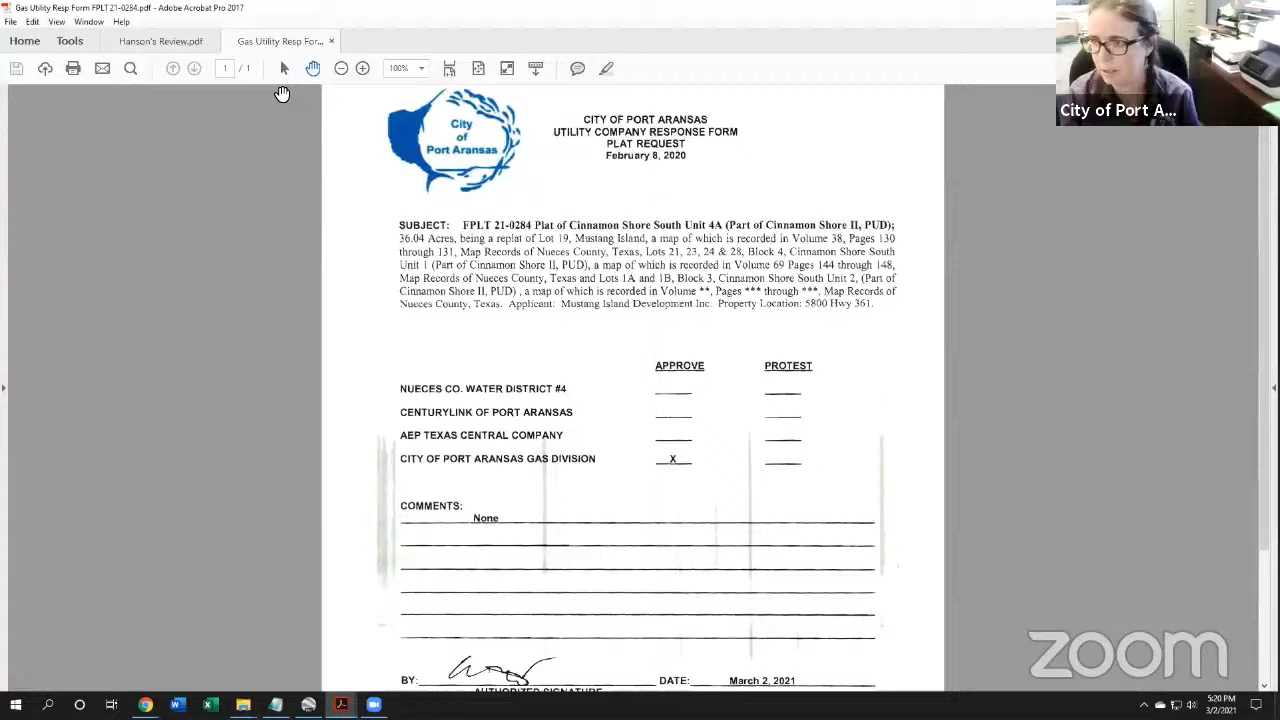 Gas Utility Resp Form FPLT 21-0284.pdf - Adobe Acrobat Pro 2017
File Edit View Window Help
Home Tools Hanson's Review.pdf Gas Utility Resp For... ×
1 / 1 100%
City of Port A...
City
of
Port Aransas
CITY OF PORT ARANSAS
UTILITY COMPANY RESPONSE FORM
PLAT REQUEST
February 8, 2020
SUBJECT: FPLT 21-0284 Plat of Cinnamon Shore South Unit 4A (Part of Cinnamon Shore II, PUD);
36.04 Acres, being a replat of Lot 19, Mustang Island, a map of which is recorded in Volume 38, Pages 130
through 131, Map Records of Nueces County, Texas, Lots 21, 23, 24 & 28, Block 4, Cinnamon Shore South
Unit 1 (Part of Cinnamon Shore II, PUD), a map of which is recorded in Volume 69 Pages 144 through 148,
Map Records of Nueces County, Texas and Lots 1A and 1B, Block 3, Cinnamon Shore South Unit 2, (Part of
Cinnamon Shore II, PUD) , a map of which is recorded in Volume **, Pages *** through ***, Map Records of
Nueces County, Texas. Applicant: Mustang Island Development Inc. Property Location: 5800 Hwy 361.
APPROVE PROTEST
NUECES CO. WATER DISTRICT #4
CENTURYLINK OF PORT ARANSAS
AEP TEXAS CENTRAL COMPANY
CITY OF PORT ARANSAS GAS DIVISION X
COMMENTS:
None
BY: DATE: March 2, 2021
AUTHORIZED SIGNATURE
zoom
5:20 PM
3/2/2021